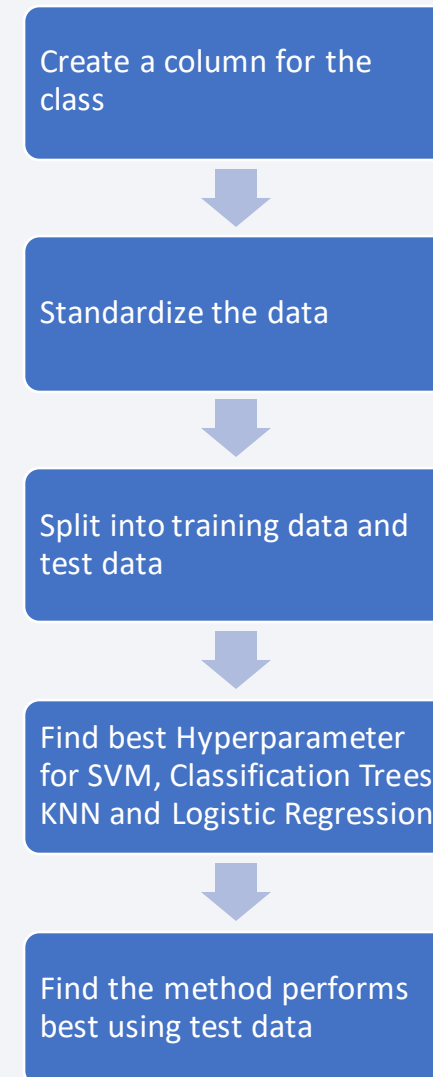 Create a column for the
class
Standardize the data
Split into training data and
test data
Find best Hyperparameter
for SVM, Classification Trees
KNN and Logistic Regression
Find the method performs
best using test data